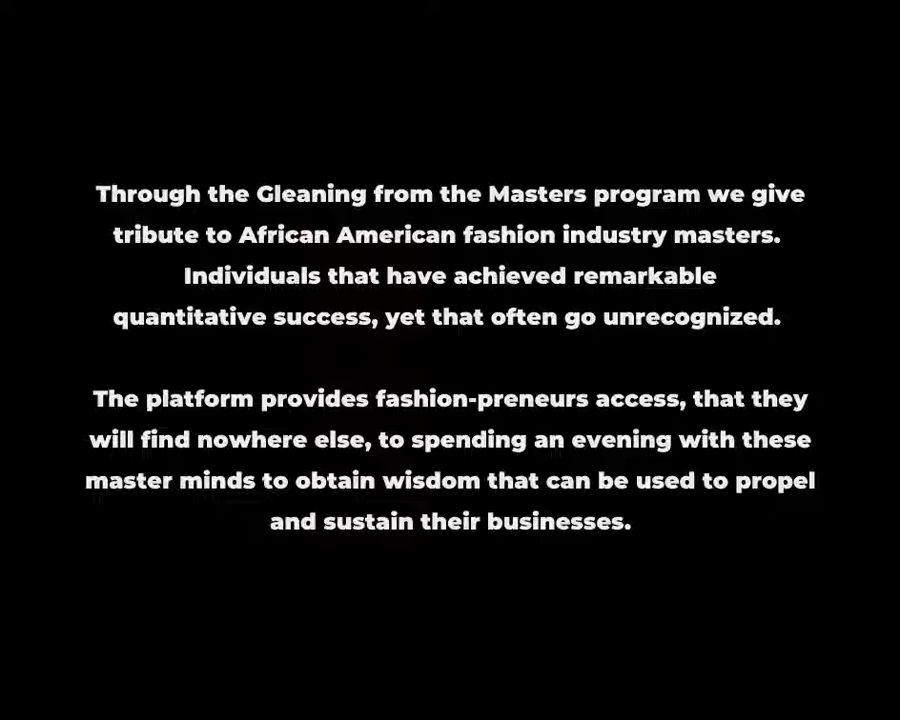 Through the Gleaning from the Masters program we give
tribute to African American fashion industry masters.
Individuals that have achieved remarkable
quantitative success, yet that often go unrecognized.
The platform provides fashion-preneurs access, that they
will find nowhere else, to spending an evening with these
master minds to obtain wisdom that can be used to propel
and sustain their businesses.